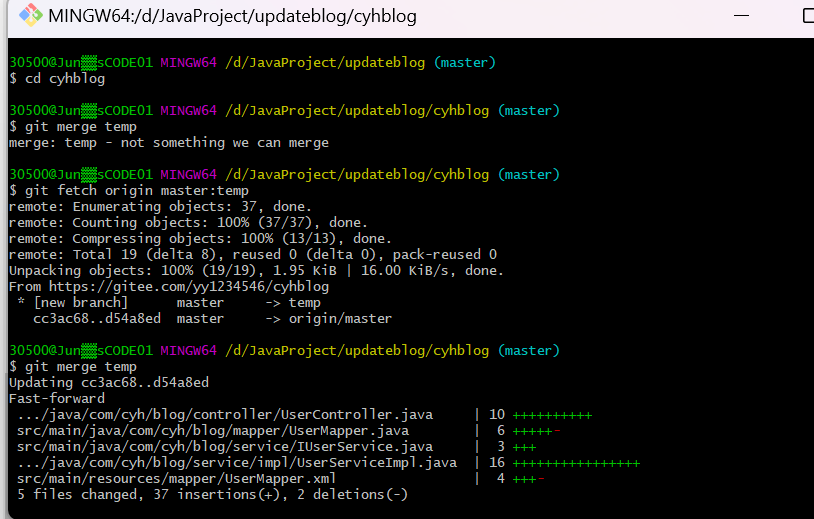 MINGW64:/d/JavaProject/updateblog/cyhblog
30500@Jun▒▒sCODE01 MINGW64 /d/JavaProject/updateblog (master)
$ cd cyhblog
30500@Jun▒▒sCODE01 MINGW64 /d/JavaProject/updateblog/cyhblog (master)
$ git merge temp
merge: temp - not something we can merge
30500@Jun▒▒sCODE01 MINGW64 /d/JavaProject/updateblog/cyhblog (master)
$ git fetch origin master:temp
remote: Enumerating objects: 37, done.
remote: Counting objects: 100% (37/37), done.
remote: Compressing objects: 100% (13/13), done.
remote: Total 19 (delta 8), reused 0 (delta 0), pack-reused 0
Unpacking objects: 100% (19/19), 1.95 KiB | 16.00 KiB/s, done.
From https://gitee.com/yy1234546/cyhblog
 * [new branch]      master     -> temp
   cc3ac68..d54a8ed  master     -> origin/master
30500@Jun▒▒sCODE01 MINGW64 /d/JavaProject/updateblog/cyhblog (master)
$ git merge temp
Updating cc3ac68..d54a8ed
Fast-forward
 .../java/com/cyh/blog/controller/UserController.java     | 10 ++++++++++
 src/main/java/com/cyh/blog/mapper/UserMapper.java        |  6 +++++-
 src/main/java/com/cyh/blog/service/IUserService.java     |  3 +++
 .../java/com/cyh/blog/service/impl/UserServiceImpl.java  | 16 ++++++++++++++++
 src/main/resources/mapper/UserMapper.xml                 |  4 +++-
 5 files changed, 37 insertions(+), 2 deletions(-)